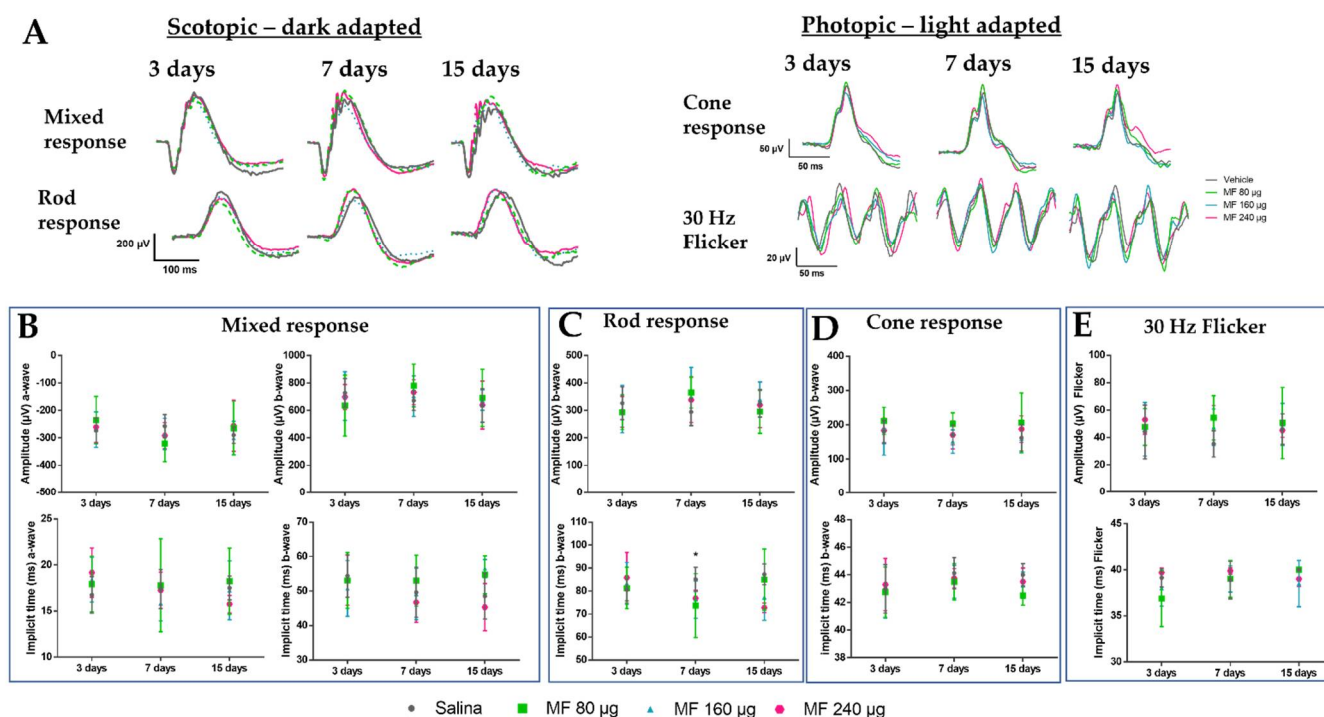 A
Scotopic – dark adapted
3 days 7 days 15 days
Mixed
response
Rod
response
200 µV
100 ms
Photopic – light adapted
3 days 7 days 15 days
Cone
response
50 µV
50 ms
30 Hz
Flicker
20 µV
50 ms
Vehicle
MF 80 µg
MF 160 µg
MF 240 µg
B
Mixed response
Amplitude (µV) a-wave
0
-100
-200
-300
-400
-500
3 days 7 days 15 days
Amplitude (µV) b-wave
1000
800
600
400
200
0
3 days 7 days 15 days
Implicit time (ms) a-wave
20
15
10
3 days 7 days 15 days
Implicit time (ms) b-wave
70
60
50
40
30
3 days 7 days 15 days
C
Rod response
Amplitude (µV) b-wave
500
400
300
200
100
0
3 days 7 days 15 days
Implicit time (ms) b-wave
110
100
90
80
70
60
50
*
3 days 7 days 15 days
D
Cone response
Amplitude (µV) b-wave
400
300
200
100
0
3 days 7 days 15 days
implicit time (ms) b-wave
48
46
44
42
40
38
3 days 7 days 15 days
E
30 Hz Flicker
Amplitude (µV) Flicker
100
80
60
40
20
0
3 days 7 days 15 days
Implicit time (ms) Flicker
45
40
35
30
3 days 7 days 15 days
Salina MF 80 µg MF 160 µg MF 240 µg